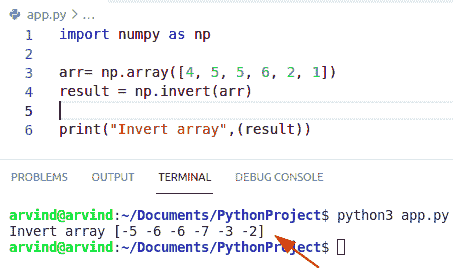 app.py > ...
1 import numpy as np
2
3 arr= np.array([4, 5, 5, 6, 2, 1])
4 result = np.invert(arr)
5
6 print("Invert array",(result))
PROBLEMS OUTPUT TERMINAL DEBUG CONSOLE
arvind@arvind:~/Documents/PythonProject$ python3 app.py
Invert array [-5 -6 -6 -7 -3 -2]
arvind@arvind:~/Documents/PythonProject$